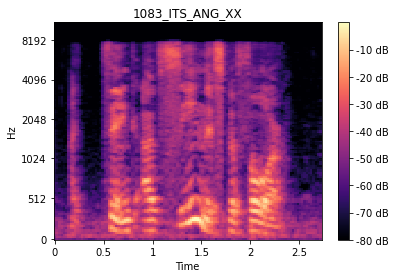 1083_ITS_ANG_XX
8192
4096
2048
1024
512
0
Hz
0
0.5
1
1.5
2
2.5
Time
-10 dB
-20 dB
-30 dB
-40 dB
-50 dB
-60 dB
-70 dB
-80 dB